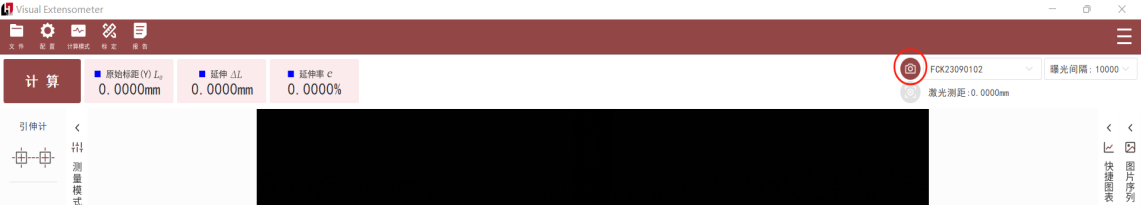 Visual Extensometer
文件 配置 计算模式 标定 报告
计算
原始标距(Y) L₀
0.0000mm
延伸 ΔL
0.0000mm
延伸率 e
0.0000%
FCK23090102
曝光间隔: 10000
激光测距:0.0000mm
引伸计
测量模式
快捷图表
图片序列